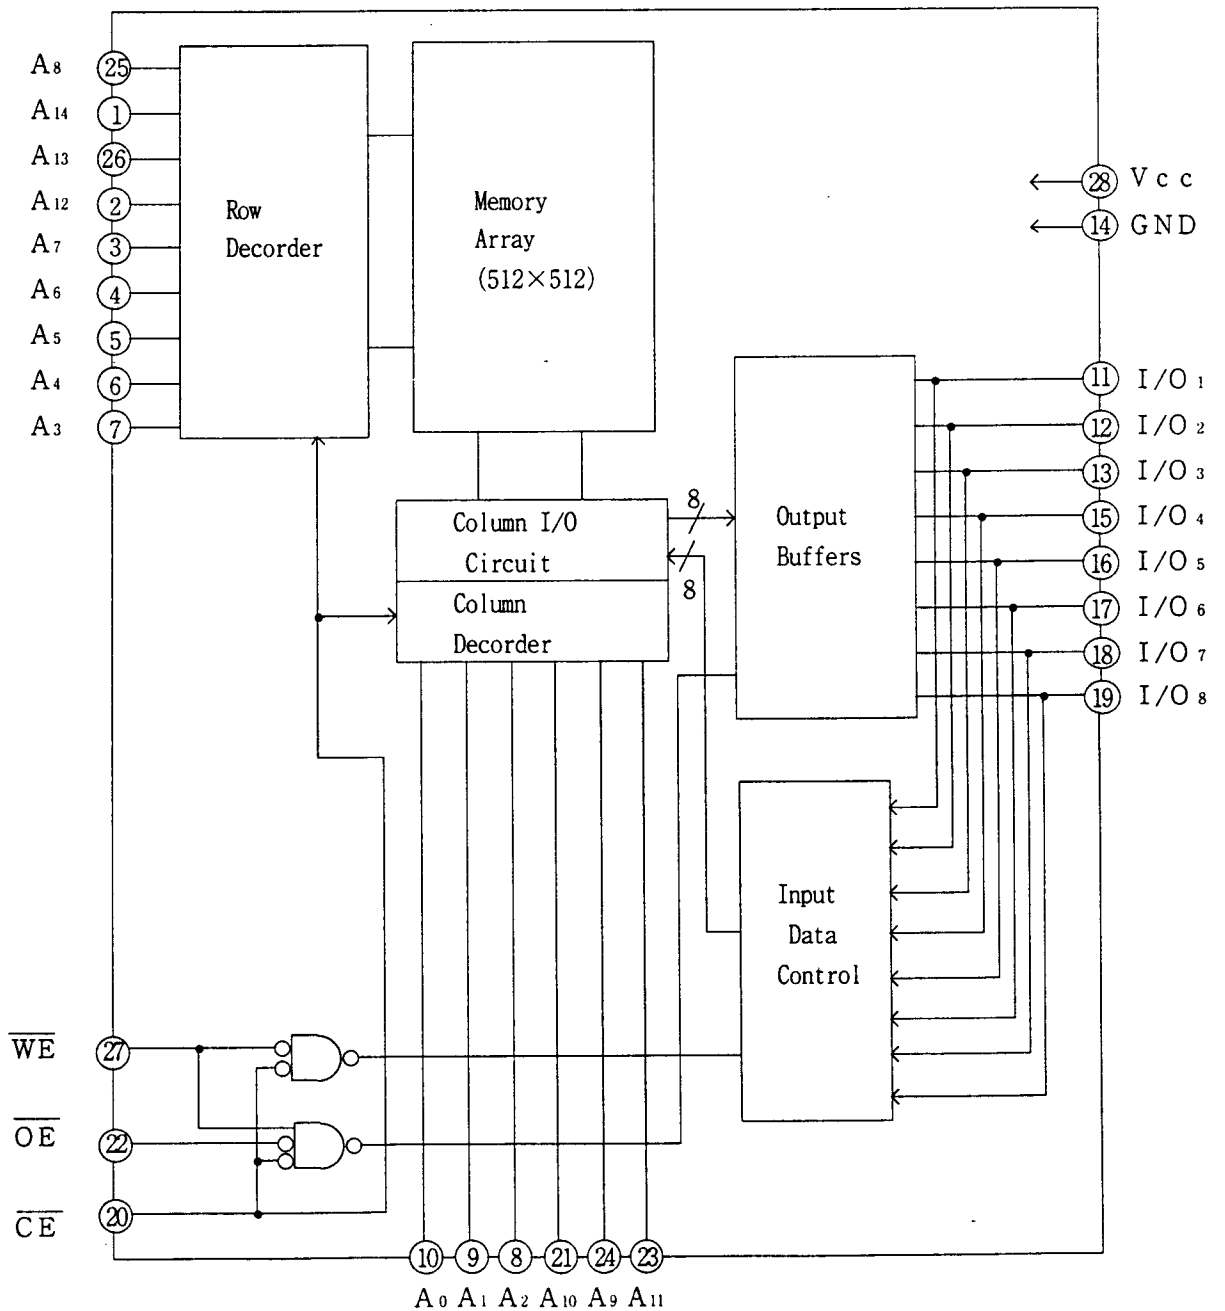 A8 25
A14 1
A13 26
A12 2
A7 3
A6 4
A5 5
A4 6
A3 7
Row
Decorder
Memory
Array
(512×512)
28 Vcc
14 GND
11 I/O1
12 I/O2
13 I/O3
15 I/O4
16 I/O5
17 I/O6
18 I/O7
19 I/O8
Column I/O
Circuit
Column
Decorder
8
8
Output
Buffers
Input
Data
Control
W̅E̅ 27
O̅E̅ 22
C̅E̅ 20
10 9 8 21 24 23
A0 A1 A2 A10 A9 A11